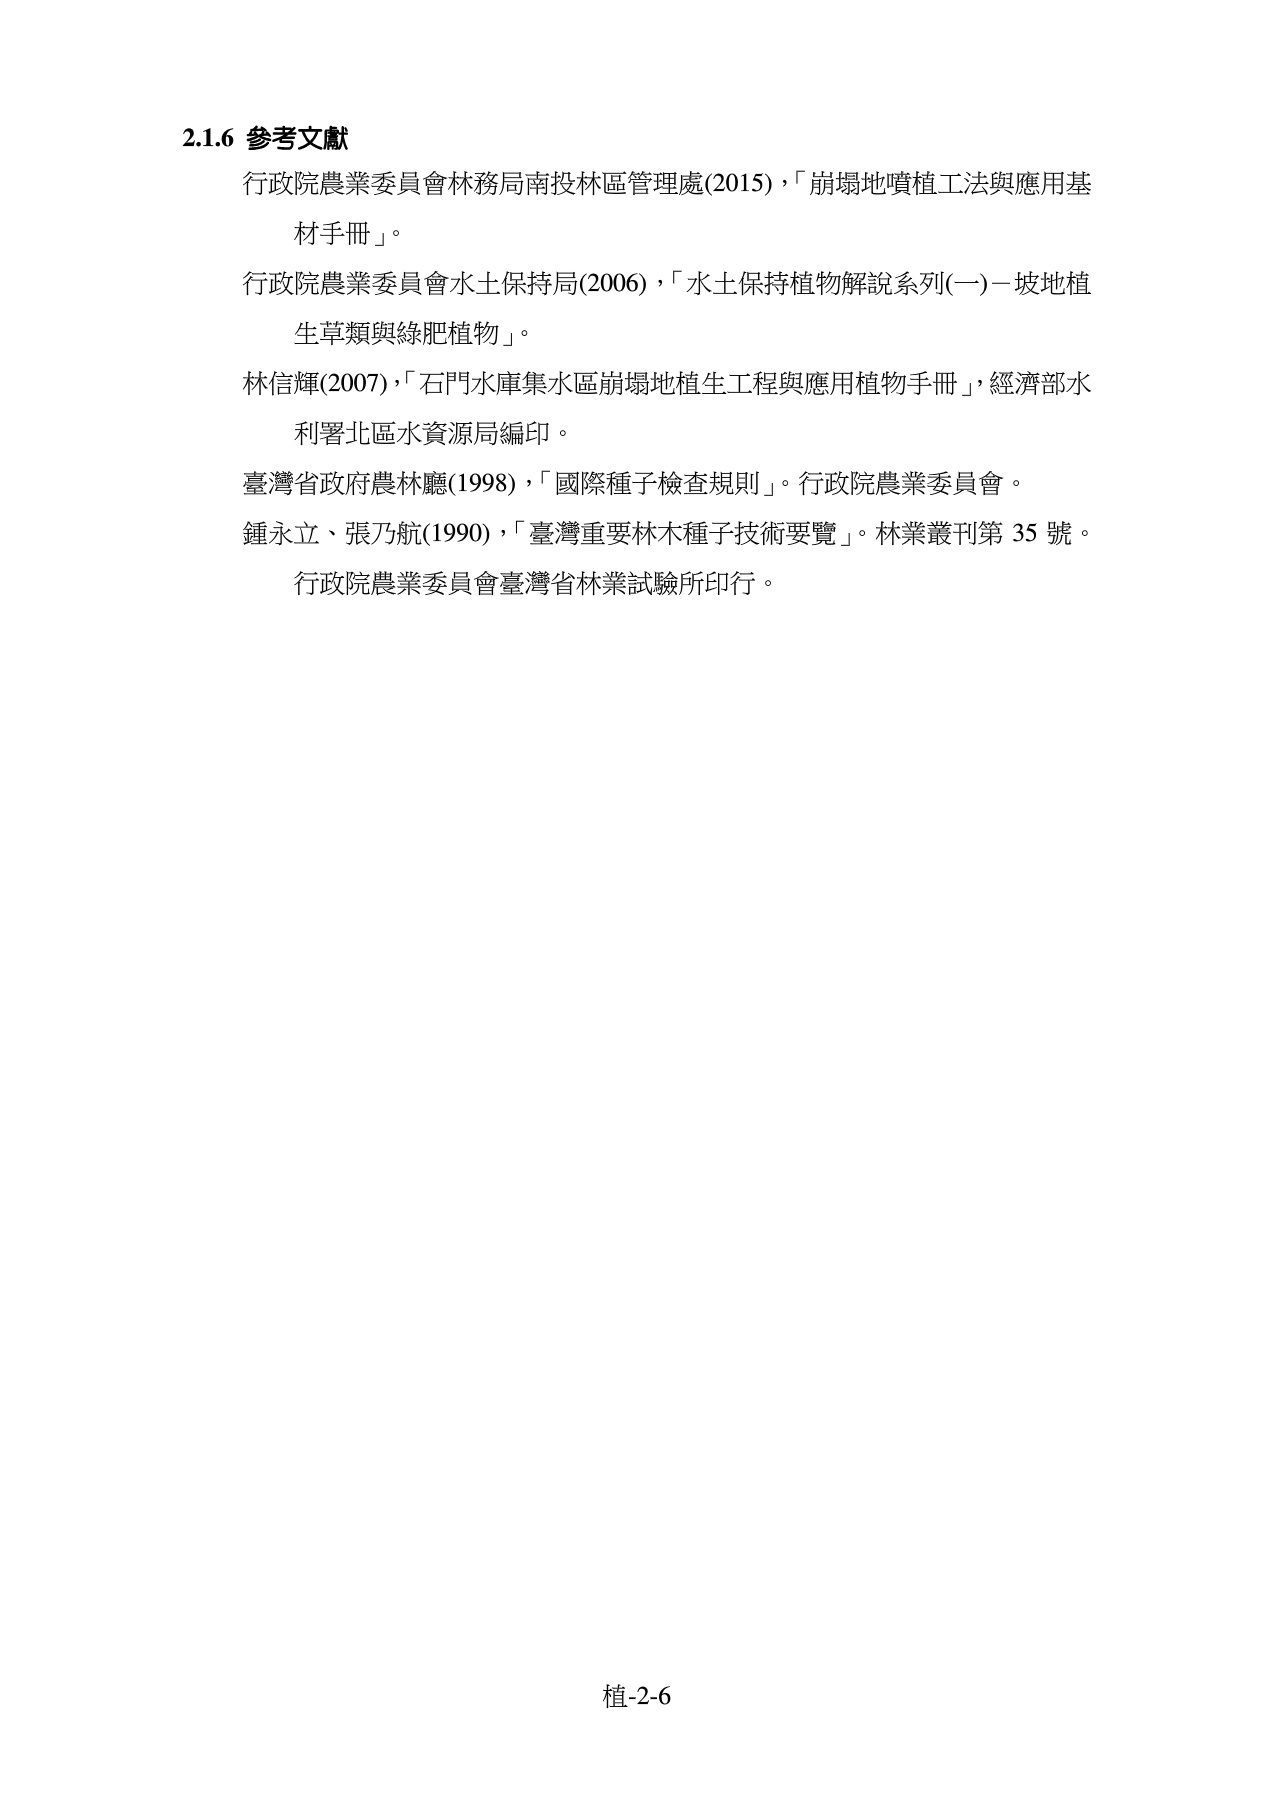 2.1.6 參考文獻
行政院農業委員會林務局南投林區管理處(2015),「崩塌地噴植工法與應用基
材手冊」。
行政院農業委員會水土保持局(2006),「水土保持植物解說系列(一)－坡地植
生草類與綠肥植物」。
林信輝(2007),「石門水庫集水區崩塌地植生工程與應用植物手冊」,經濟部水
利署北區水資源局編印。
臺灣省政府農林廳(1998),「國際種子檢查規則」。行政院農業委員會。
鍾永立、張乃航(1990),「臺灣重要林木種子技術要覽」。林業叢刊第 35 號。
行政院農業委員會臺灣省林業試驗所印行。
植-2-6